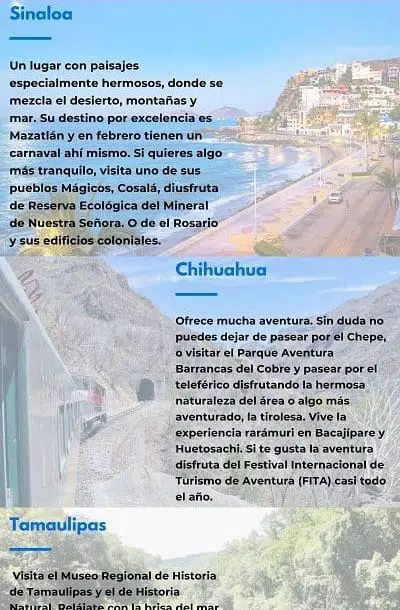 Sinaloa
Un lugar con paisajes
especialmente hermosos, donde se
mezcla el desierto, montañas y
mar. Su destino por excelencia es
Mazatlán y en febrero tienen un
carnaval ahí mismo. Si quieres algo
más tranquilo, visita uno de sus
pueblos Mágicos, Cosalá, diusfruta
de Reserva Ecológica del Mineral
de Nuestra Señora. O de el Rosario
y sus edificios coloniales.
Chihuahua
Ofrece mucha aventura. Sin duda no
puedes dejar de pasear por el Chepe,
o visitar el Parque Aventura
Barrancas del Cobre y pasear por el
teleférico disfrutando la hermosa
naturaleza del área o algo más
aventurado, la tirolesa. Vive la
experiencia rarámuri en Bacajípare y
Huetosachi. Si te gusta la aventura
disfruta del Festival Internacional de
Turismo de Aventura (FITA) casi todo
el año.
Tamaulipas
Visita el Museo Regional de Historia
de Tamaulipas y el de Historia
Natural. Relájate con la brisa del mar